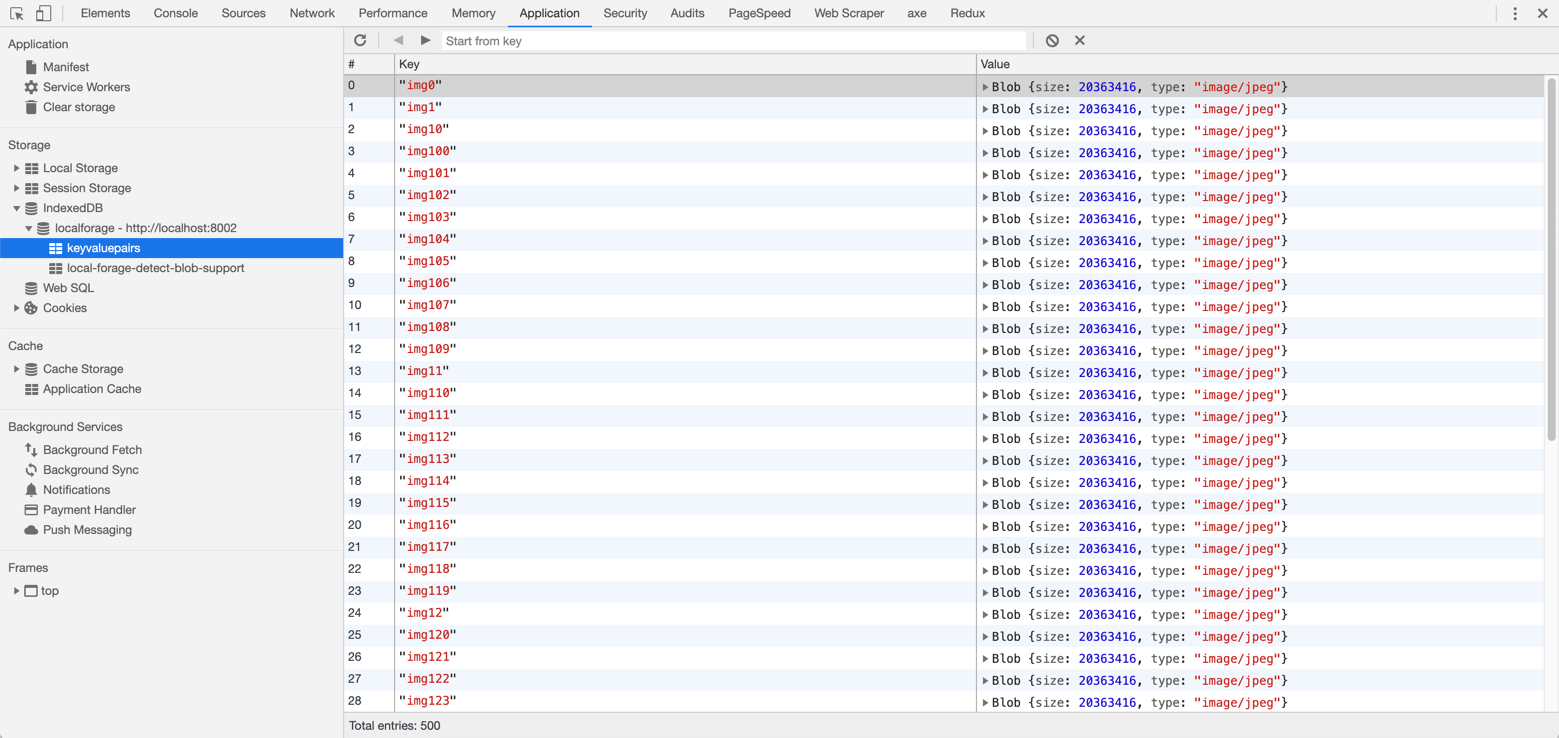 Elements Console Sources Network Performance Memory Application Security Audits PageSpeed Web Scraper axe Redux
Application
Manifest
Service Workers
Clear storage
Storage
Local Storage
Session Storage
IndexedDB
localforage - http://localhost:8002
keyvaluepairs
local-forage-detect-blob-support
Web SQL
Cookies
Cache
Cache Storage
Application Cache
Background Services
Background Fetch
Background Sync
Notifications
Payment Handler
Push Messaging
Frames
top
Start from key
# Key Value
0 "img0" Blob {size: 20363416, type: "image/jpeg"}
1 "img1" Blob {size: 20363416, type: "image/jpeg"}
2 "img10" Blob {size: 20363416, type: "image/jpeg"}
3 "img100" Blob {size: 20363416, type: "image/jpeg"}
4 "img101" Blob {size: 20363416, type: "image/jpeg"}
5 "img102" Blob {size: 20363416, type: "image/jpeg"}
6 "img103" Blob {size: 20363416, type: "image/jpeg"}
7 "img104" Blob {size: 20363416, type: "image/jpeg"}
8 "img105" Blob {size: 20363416, type: "image/jpeg"}
9 "img106" Blob {size: 20363416, type: "image/jpeg"}
10 "img107" Blob {size: 20363416, type: "image/jpeg"}
11 "img108" Blob {size: 20363416, type: "image/jpeg"}
12 "img109" Blob {size: 20363416, type: "image/jpeg"}
13 "img11" Blob {size: 20363416, type: "image/jpeg"}
14 "img110" Blob {size: 20363416, type: "image/jpeg"}
15 "img111" Blob {size: 20363416, type: "image/jpeg"}
16 "img112" Blob {size: 20363416, type: "image/jpeg"}
17 "img113" Blob {size: 20363416, type: "image/jpeg"}
18 "img114" Blob {size: 20363416, type: "image/jpeg"}
19 "img115" Blob {size: 20363416, type: "image/jpeg"}
20 "img116" Blob {size: 20363416, type: "image/jpeg"}
21 "img117" Blob {size: 20363416, type: "image/jpeg"}
22 "img118" Blob {size: 20363416, type: "image/jpeg"}
23 "img119" Blob {size: 20363416, type: "image/jpeg"}
24 "img12" Blob {size: 20363416, type: "image/jpeg"}
25 "img120" Blob {size: 20363416, type: "image/jpeg"}
26 "img121" Blob {size: 20363416, type: "image/jpeg"}
27 "img122" Blob {size: 20363416, type: "image/jpeg"}
28 "img123" Blob {size: 20363416, type: "image/jpeg"}
Total entries: 500